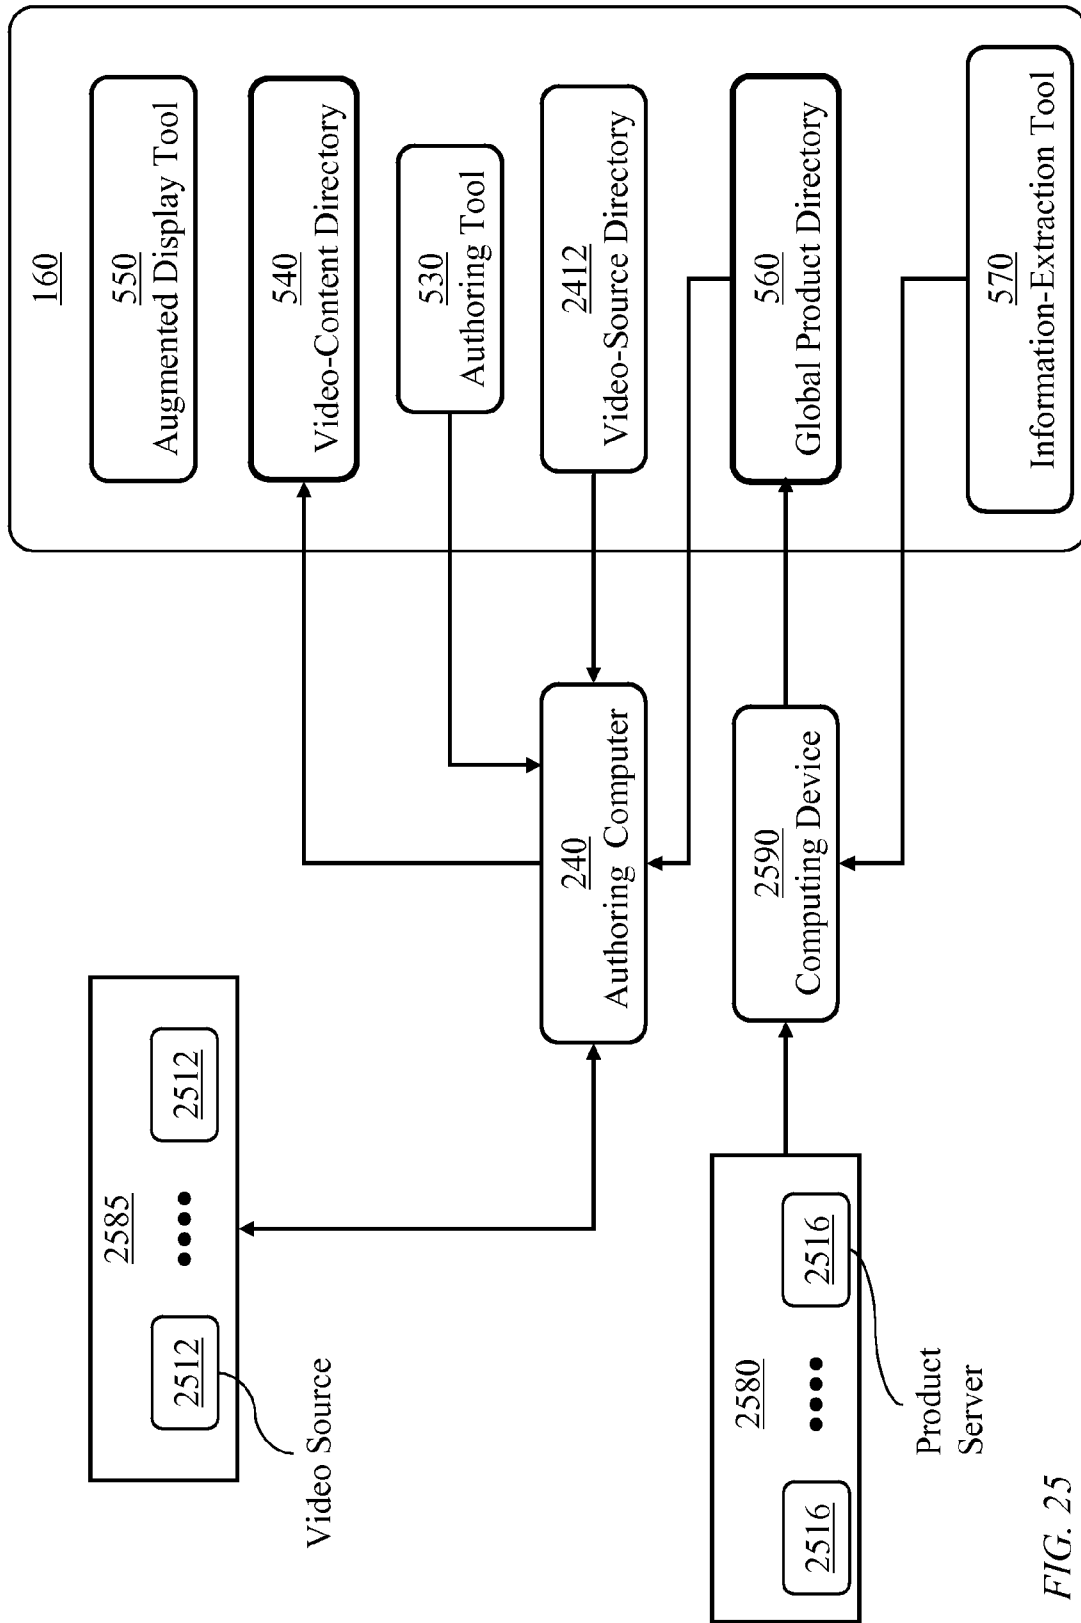 160
550
Augmented Display Tool
540
Video-Content Directory
530
Authoring Tool
2412
Video-Source Directory
560
Global Product Directory
570
Information-Extraction Tool
240
Authoring Computer
2590
Computing Device
2585
2512
2512
Video Source
2580
2516
2516
Product
Server
FIG. 25